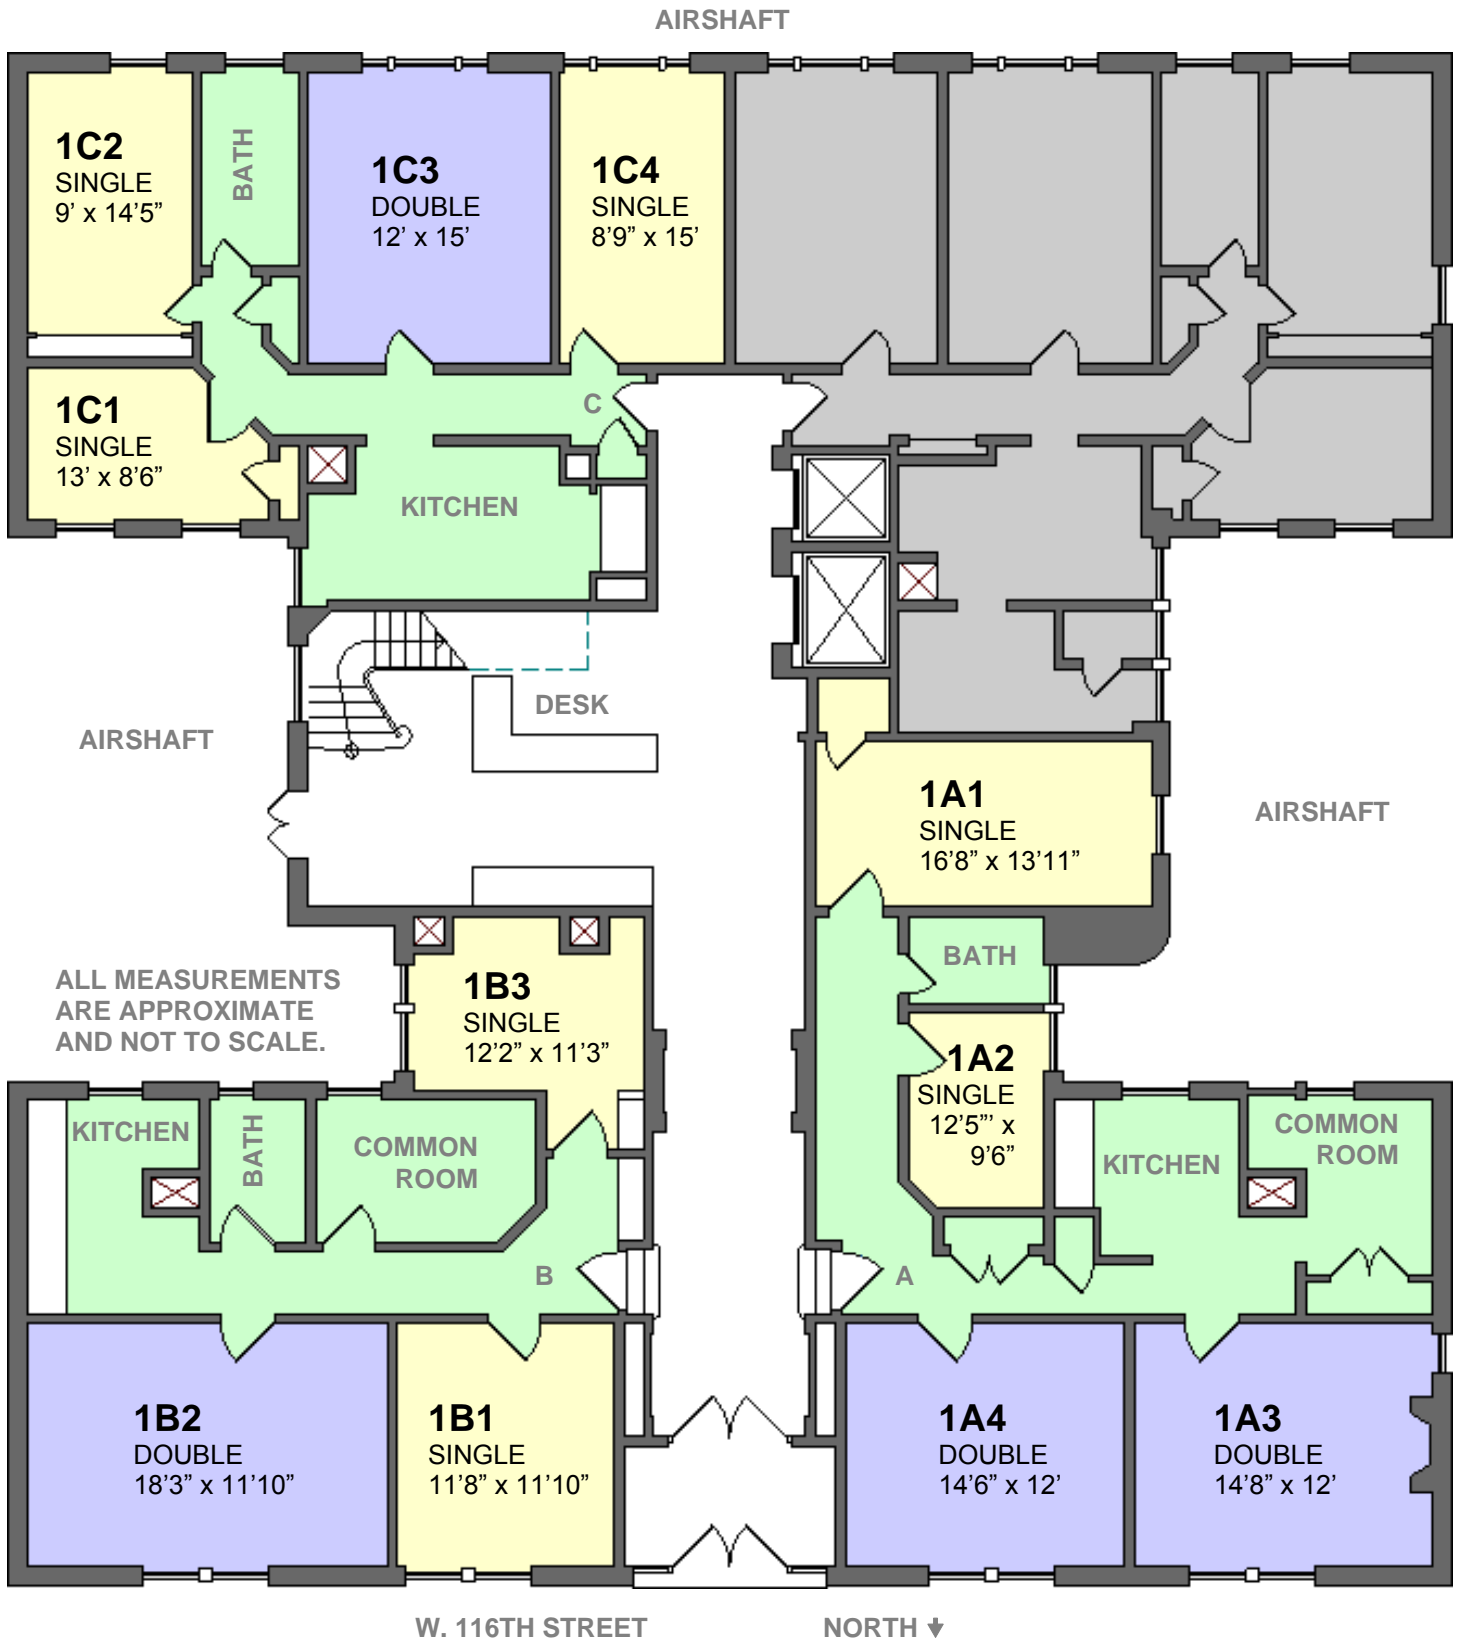 AIRSHAFT
1C2
SINGLE
9’ x 14’5”
BATH
1C3
DOUBLE
12’ x 15’
1C4
SINGLE
8’9” x 15’
1C1
SINGLE
13’ x 8’6”
C
KITCHEN
DESK
AIRSHAFT
1A1
SINGLE
16’8” x 13’11”
AIRSHAFT
ALL MEASUREMENTS
ARE APPROXIMATE
AND NOT TO SCALE.
1B3
SINGLE
12’2” x 11’3”
BATH
1A2
SINGLE
12’5”’ x
9’6”
KITCHEN
BATH
COMMON
ROOM
KITCHEN
COMMON
ROOM
B
A
1B2
DOUBLE
18’3” x 11’10”
1B1
SINGLE
11’8” x 11’10”
1A4
DOUBLE
14’6” x 12’
1A3
DOUBLE
14’8” x 12’
W. 116TH STREET
NORTH